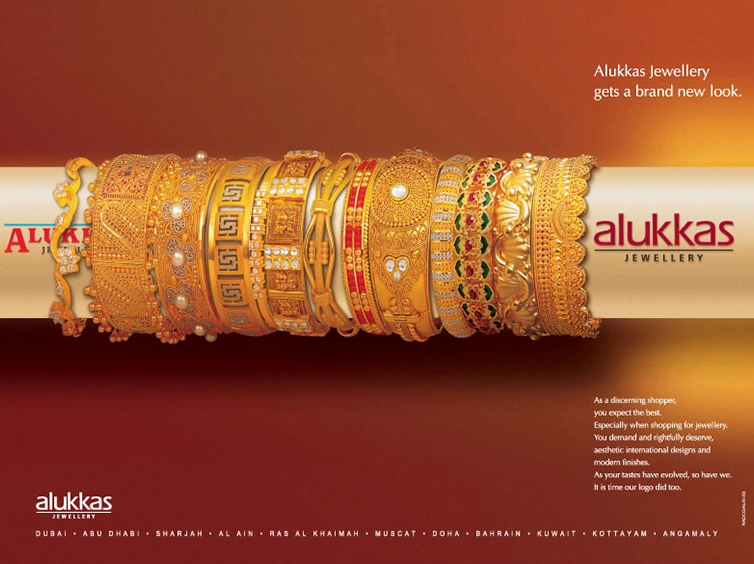 Alukkas Jewellery
gets a brand new look.
alukkas
JEWELLERY
As a discerning shopper,
you expect the best.
Especially when shopping for jewellery.
You demand and rightfully deserve,
aesthetic international designs and
modern finishes.
As your tastes have evolved, so have we.
It is time our logo did too.
alukkas
JEWELLERY
DUBAI • ABU DHABI • SHARJAH • AL AIN • RAS AL KHAIMAH • MUSCAT • DOHA • BAHRAIN • KUWAIT • KOTTAYAM • ANGAMALY